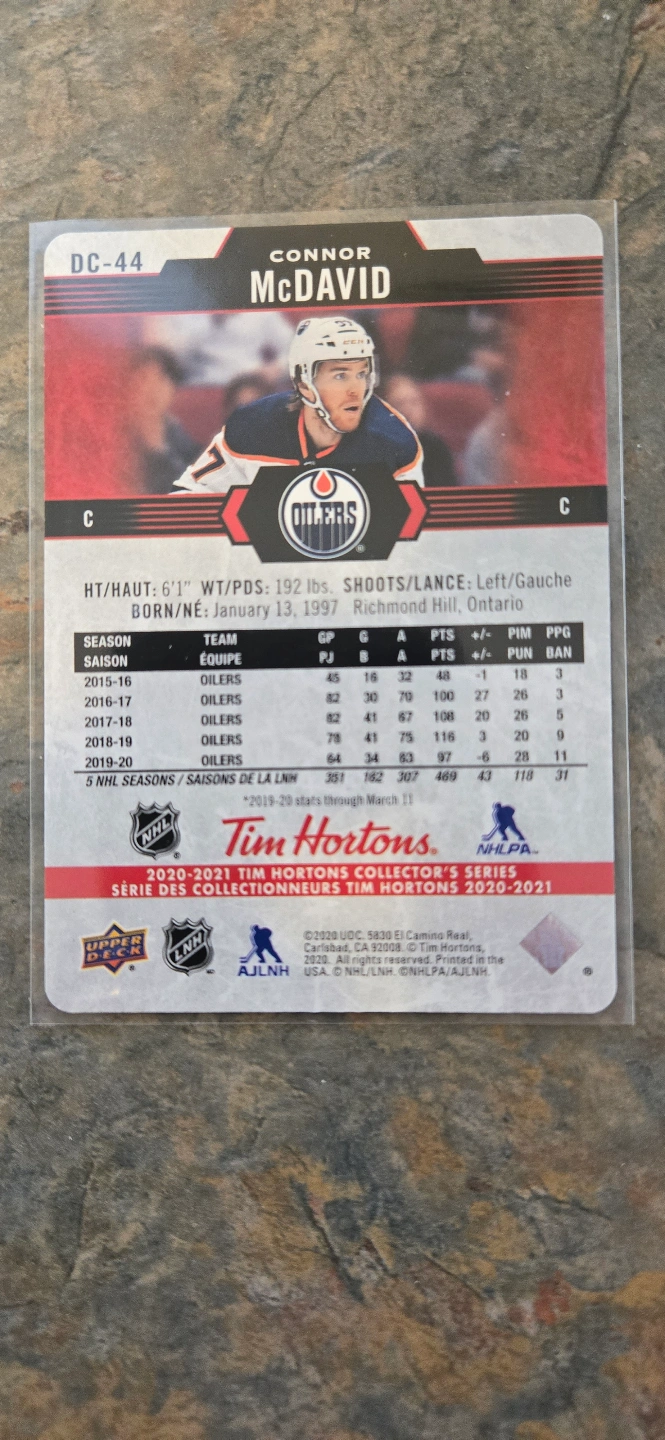 DC-44
CONNOR
McDAVID
97
CCM
7
C
OILERS
®
C
HT/HAUT: 6'1" WT/PDS: 192 lbs. SHOOTS/LANCE: Left/Gauche
BORN/NÉ: January 13, 1997 Richmond Hill, Ontario
SEASON TEAM GP G A PTS +/- PIM PPG
SAISON ÉQUIPE PJ B A PTS +/- PUN BAN
2015-16 OILERS 45 16 32 48 -1 18 3
2016-17 OILERS 82 30 70 100 27 26 3
2017-18 OILERS 82 41 67 108 20 26 5
2018-19 OILERS 78 41 75 116 3 20 9
2019-20 OILERS 64 34 63 97 -6 28 11
5 NHL SEASONS / SAISONS DE LA LNH 351 162 307 469 43 118 31
*2019-20 stats through March 11
NHL ® Tim Hortons® NHLPA™
2020-2021 TIM HORTONS COLLECTOR'S SERIES
SÉRIE DES COLLECTIONNEURS TIM HORTONS 2020-2021
UPPER DECK ® LNH AJLNH
©2020 UDC. 5830 El Camino Real,
Carlsbad, CA 92008. © Tim Hortons,
2020. All rights reserved. Printed in the
USA. © NHL/LNH. ©NHLPA/AJLNH.
®